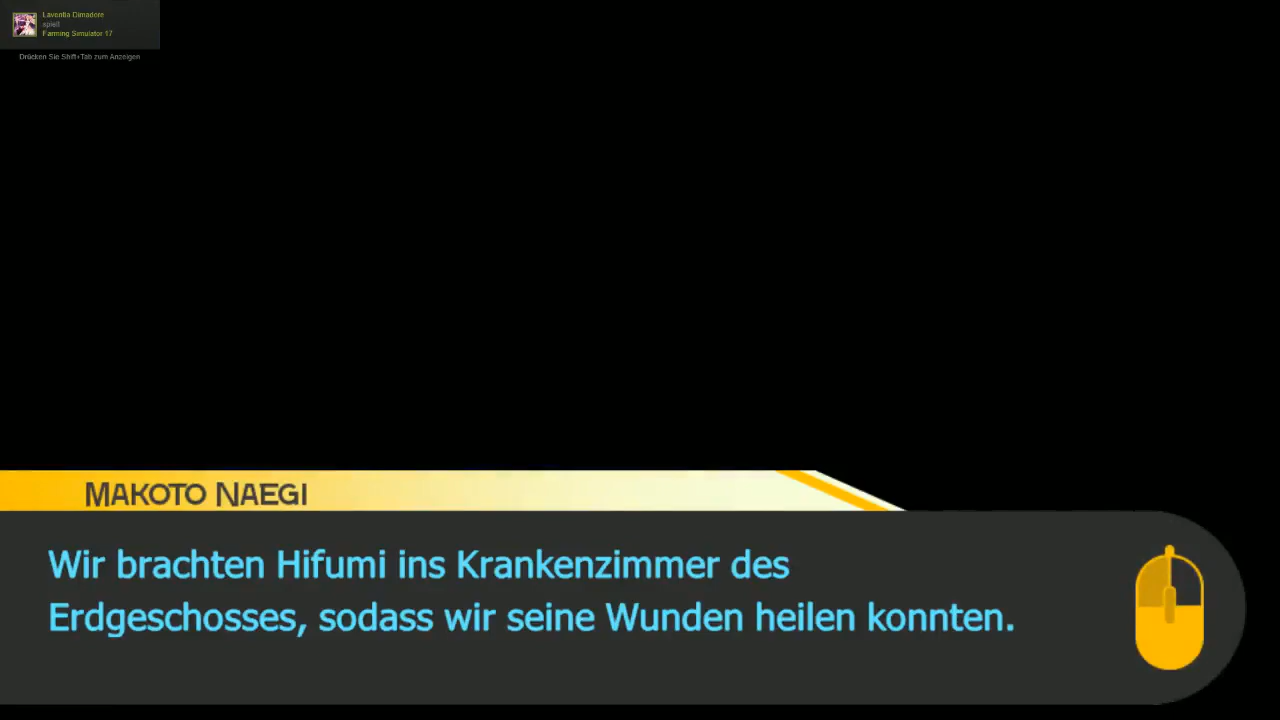 Laventia Dimadore
spielt
Farming Simulator 17
Drücken Sie Shift+Tab zum Anzeigen
MAKOTO NAEGI
Wir brachten Hifumi ins Krankenzimmer des
Erdgeschosses, sodass wir seine Wunden heilen konnten.